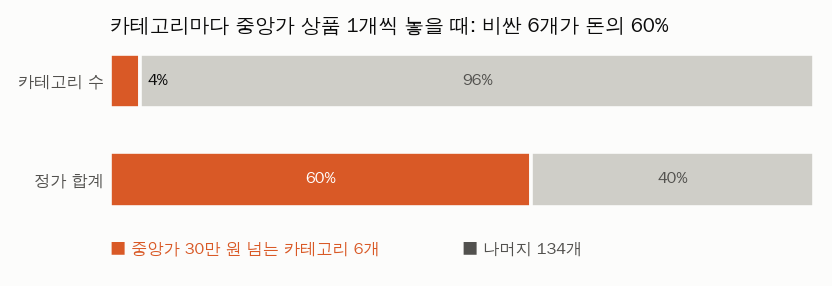 카테고리마다 중앙가 상품 1개씩 놓을 때: 비싼 6개가 돈의 60%
카테고리 수 4% 96%
정가 합계 60% 40%
■ 중앙가 30만 원 넘는 카테고리 6개 ■ 나머지 134개